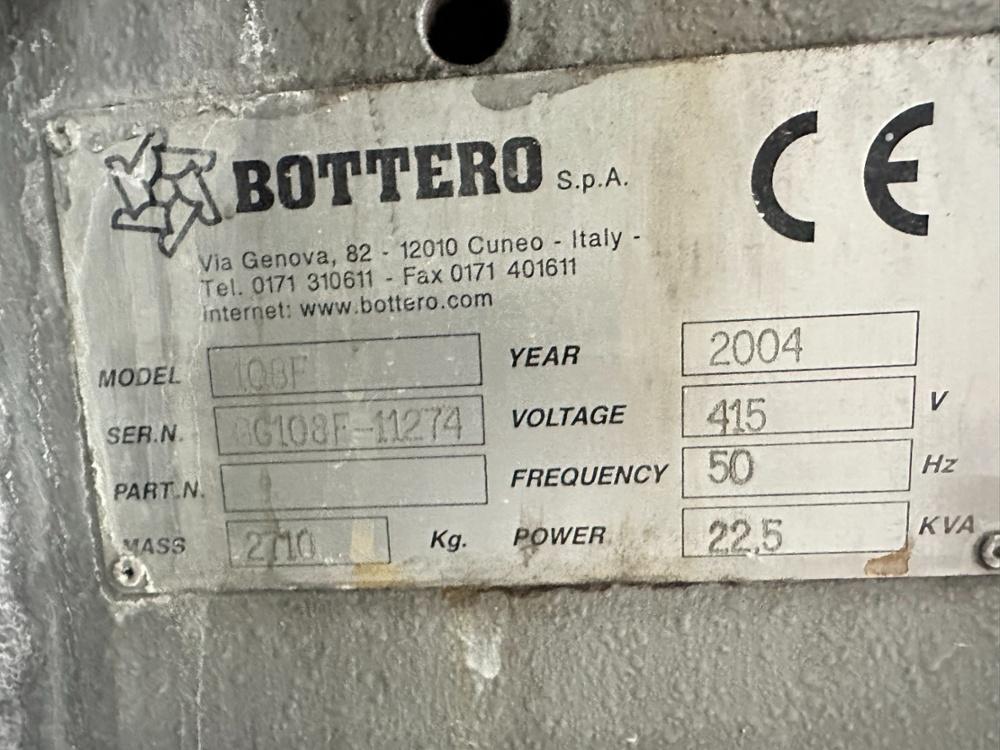 BOTTERO S.p.A.
CE
Via Genova, 82 - 12010 Cuneo - Italy -
Tel. 0171 310611 - Fax 0171 401611
Internet: www.bottero.com
MODEL 108F YEAR 2004
SER.N. VOLTAGE 415 V
PART.N. FREQUENCY 50 Hz
MASS 2710 Kg. POWER 22,5 KVA